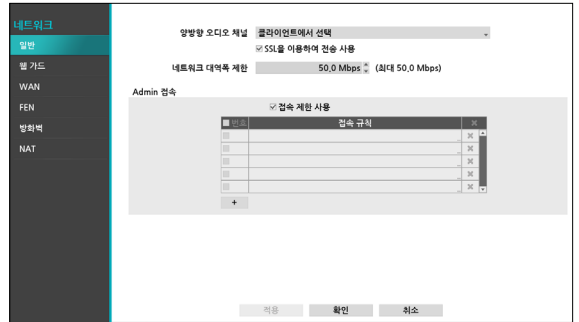 네트워크
일반
웹 가드
WAN
FEN
방화벽
NAT
양방향 오디오 채널 클라이언트에서 선택
SSL을 이용하여 전송 사용
네트워크 대역폭 제한 50,0 Mbps (최대 50,0 Mbps)
Admin 접속
접속 제한 사용
번호 접속 규칙
+
적용 확인 취소